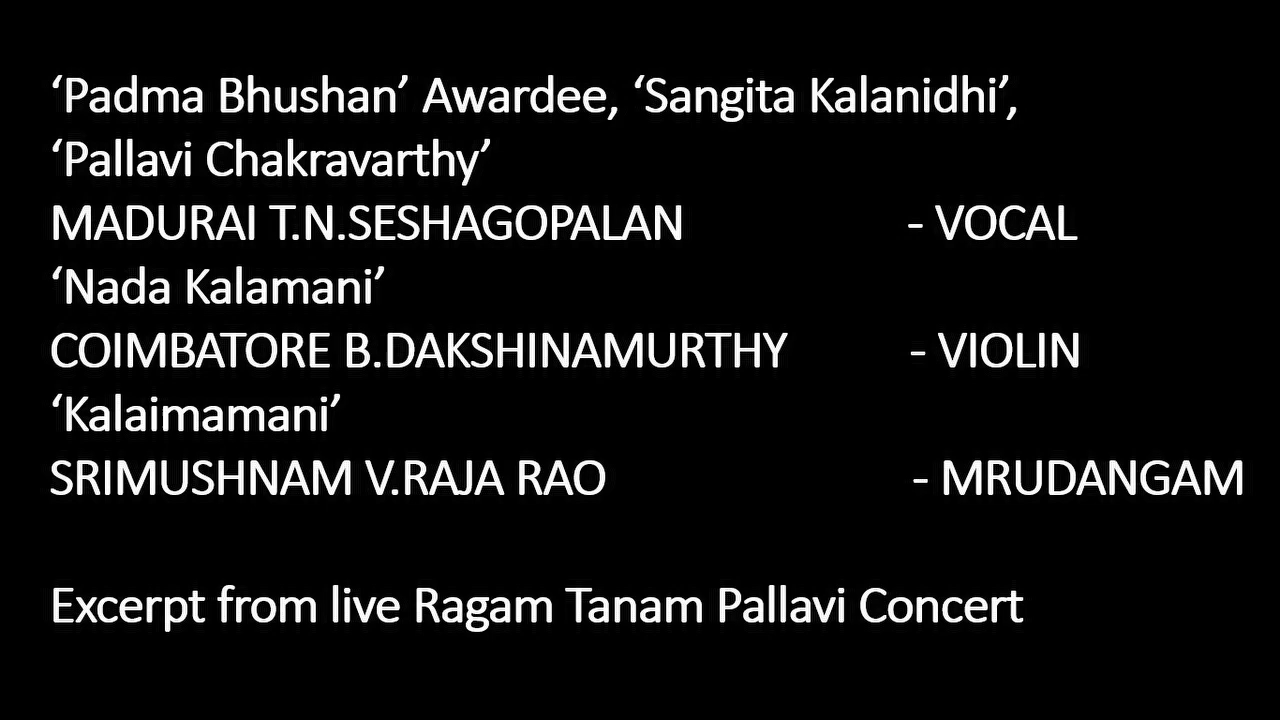 ‘Padma Bhushan’ Awardee, ‘Sangita Kalanidhi’,
‘Pallavi Chakravarthy’
MADURAI T.N.SESHAGOPALAN - VOCAL
‘Nada Kalamani’
COIMBATORE B.DAKSHINAMURTHY - VIOLIN
‘Kalaimamani’
SRIMUSHNAM V.RAJA RAO - MRUDANGAM
Excerpt from live Ragam Tanam Pallavi Concert